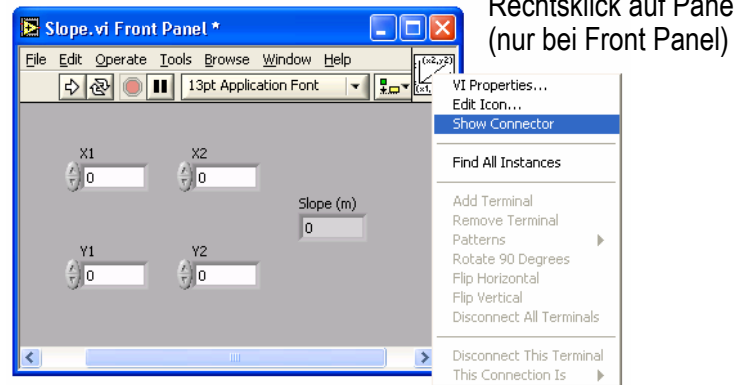 Rechtsklick auf Pane
(nur bei Front Panel)
Slope.vi Front Panel *
File Edit Operate Tools Browse Window Help
(x2,y2)
13pt Application Font
(x1,
VI Properties...
Edit Icon...
Show Connector
Find All Instances
Add Terminal
Remove Terminal
Patterns
Rotate 90 Degrees
Flip Horizontal
Flip Vertical
Disconnect All Terminals
Disconnect This Terminal
This Connection Is
X1 X2
0 0
Slope (m)
0
Y1 Y2
0 0